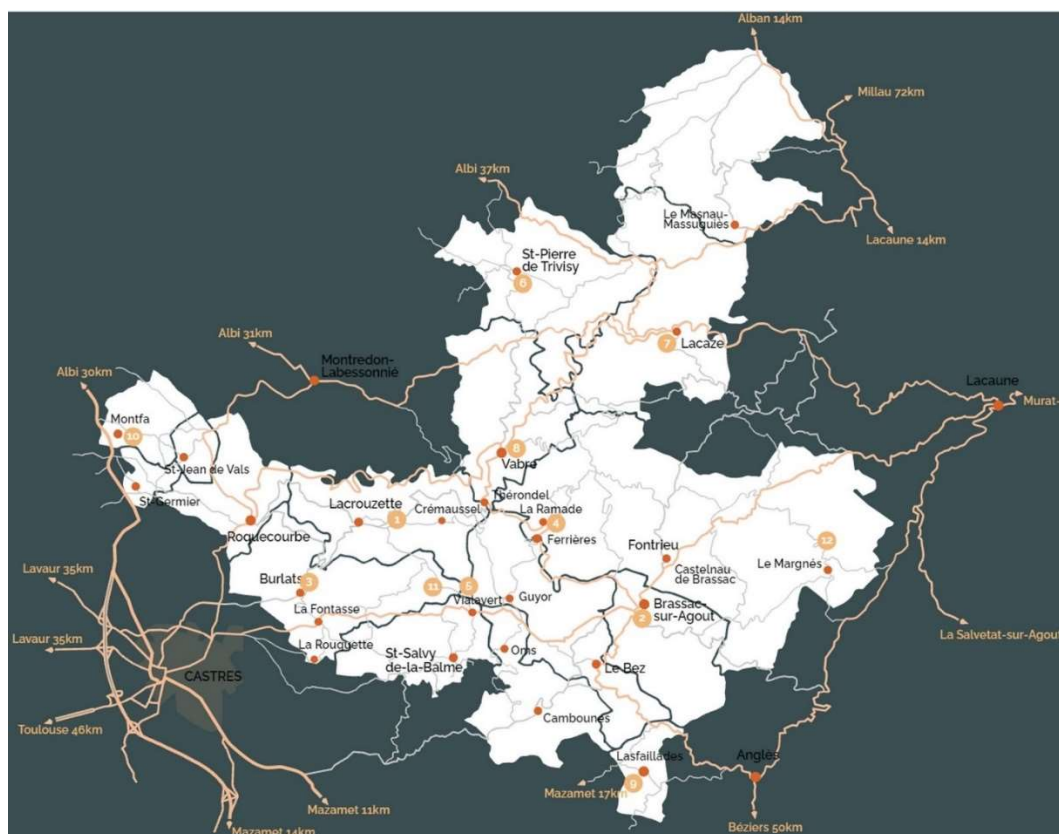 Alban 14km
Millau 72km
Albi 37km
Le Masnau-
Massuguiès
Lacaune 14km
St-Pierre
de Trivisy
6
Albi 31km
7
Lacaze
Montredon-
Labessonnié
Albi 30km
Lacaune
Murat-
Montfa
10
8
Vabre
St-Jean de Vals
St-Germier
Thérondel
Lacrouzette
1
Crémaussel
La Ramade
4
Roquecourbe
Ferrières
12
Fontrieu
Castelnau
de Brassac
Le Margnés
Lavaur 35km
Burlats
3
11
5
Vialavert
Guyor
La Fontasse
Brassac-
sur-Agout
2
La Salvetat-sur-Agout
Lavaur 35km
La Rouquette
St-Salvy
de-la-Balme
Oms
Le Bez
CASTRES
Cambounès
Toulouse 46km
Lasfaillades
9
Anglès
Mazamet 17km
Mazamet 11km
Mazamet 14km
Béziers 50km